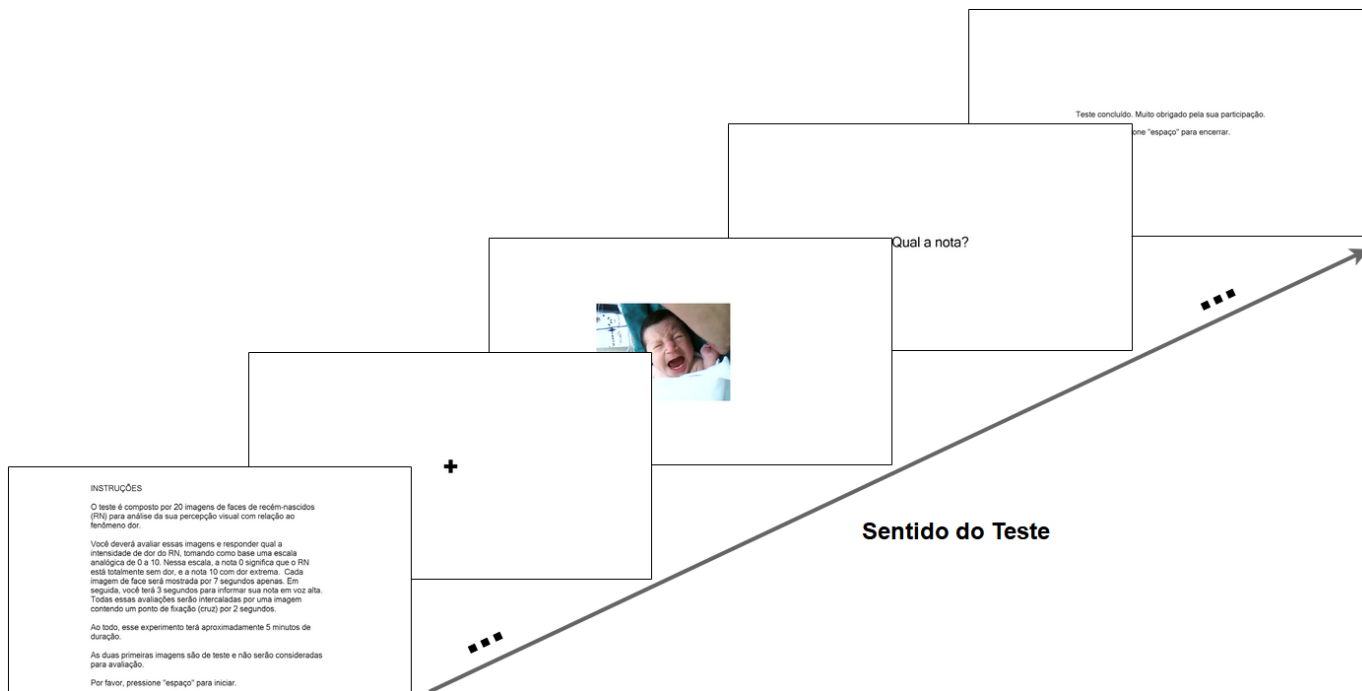 INSTRUÇÕES
O teste é composto por 20 imagens de faces de recém-nascidos
(RN) para análise da sua percepção visual com relação ao
fenômeno dor.
Você deverá avaliar essas imagens e responder qual a
intensidade de dor do RN, tomando como base uma escala
analógica de 0 a 10. Nessa escala, a nota 0 significa que o RN
está totalmente sem dor, e a nota 10 com dor extrema. Cada
imagem de face será mostrada por 7 segundos apenas. Em
seguida, você terá 3 segundos para informar sua nota em voz alta.
Todas essas avaliações serão intercaladas por uma imagem
contendo um ponto de fixação (cruz) por 2 segundos.
Ao todo, esse experimento terá aproximadamente 5 minutos de
duração.
As duas primeiras imagens são de teste e não serão consideradas
para avaliação.
Por favor, pressione "espaço" para iniciar.
Qual a nota?
Teste concluído. Muito obrigado pela sua participação.
one "espaço" para encerrar.
Sentido do Teste